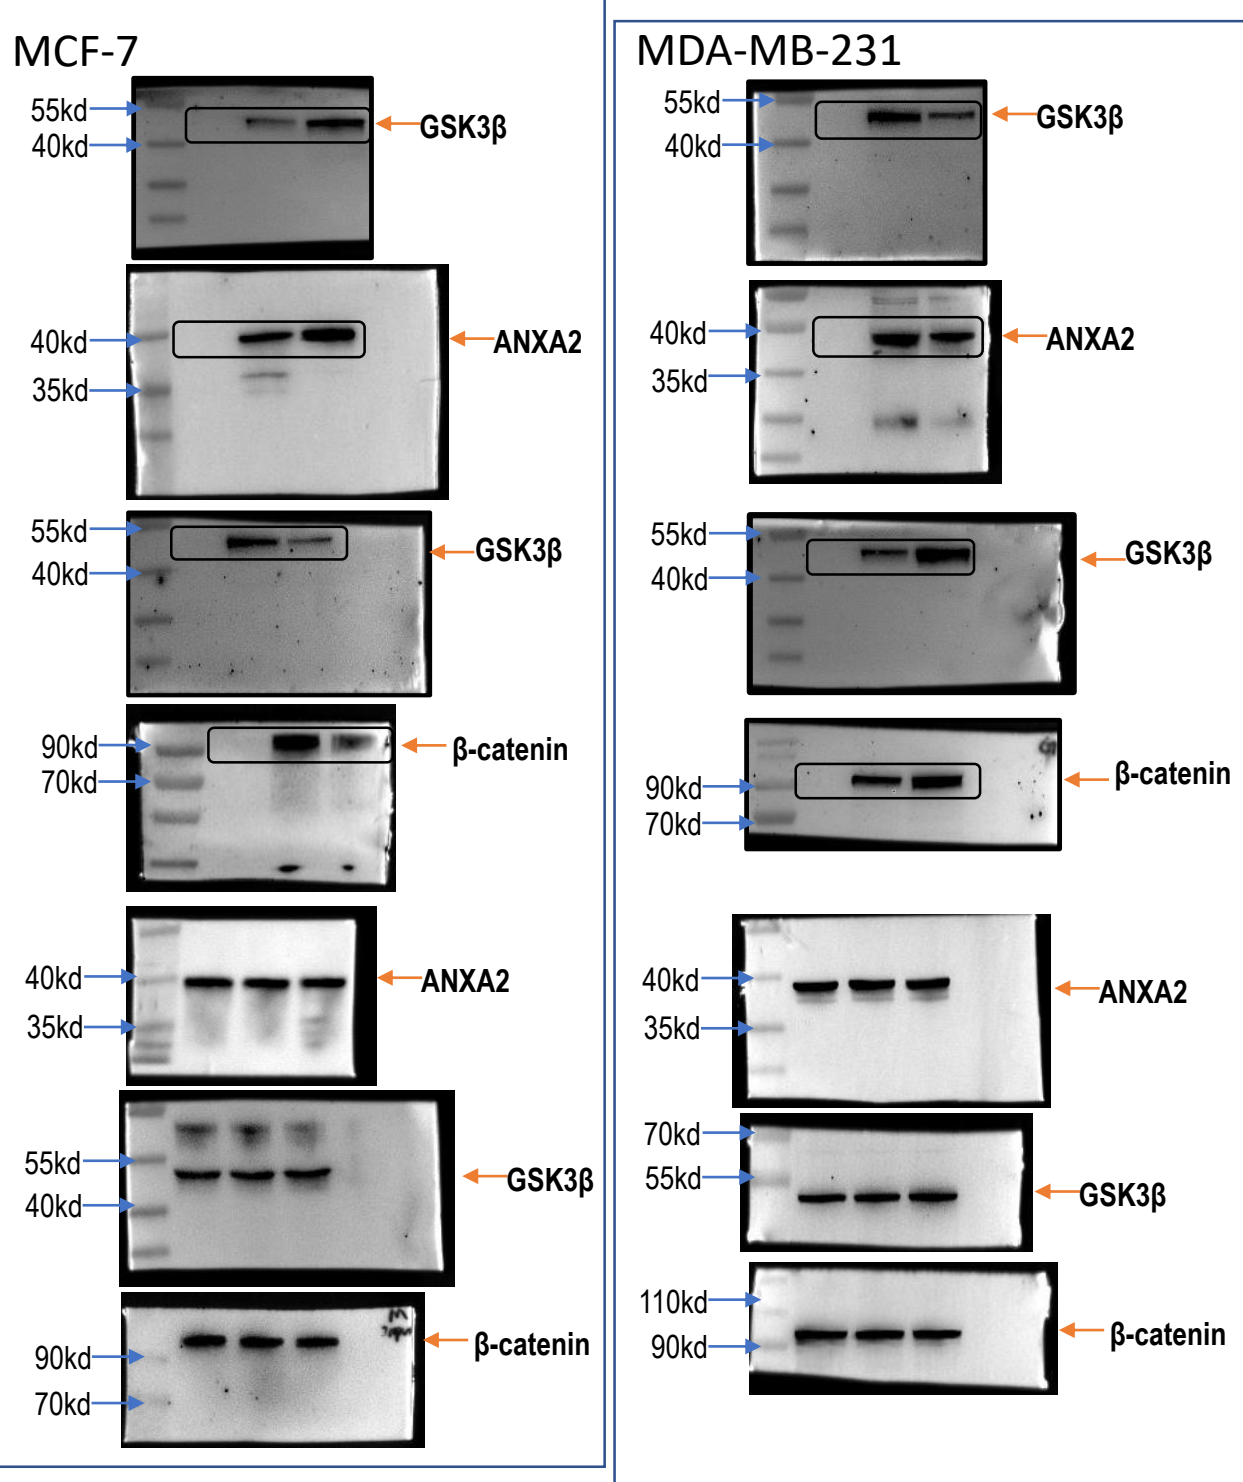 MCF-7
55kd
40kd
GSK3β
40kd
35kd
ANXA2
55kd
40kd
GSK3β
90kd
70kd
β-catenin
40kd
35kd
ANXA2
55kd
40kd
GSK3β
90kd
70kd
β-catenin
MDA-MB-231
55kd
40kd
GSK3β
40kd
35kd
ANXA2
55kd
40kd
GSK3β
90kd
70kd
β-catenin
40kd
35kd
ANXA2
70kd
55kd
GSK3β
110kd
90kd
β-catenin